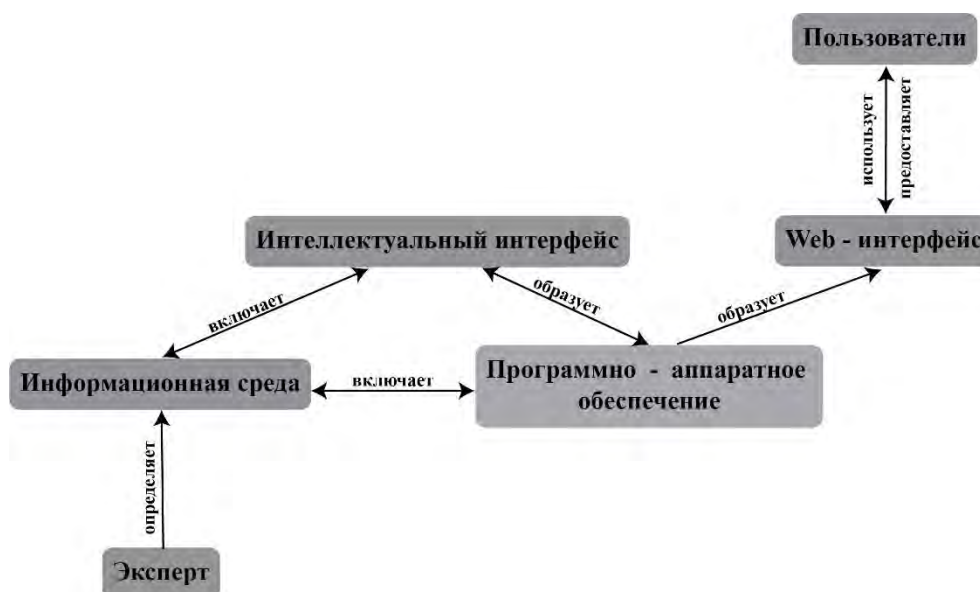 Пользователи
использует
предоставляет
Интеллектуальный интерфейс
Web - интерфейс
включает
образует
образует
Информационная среда
включает
Программно - аппаратное
обеспечение
определяет
Эксперт